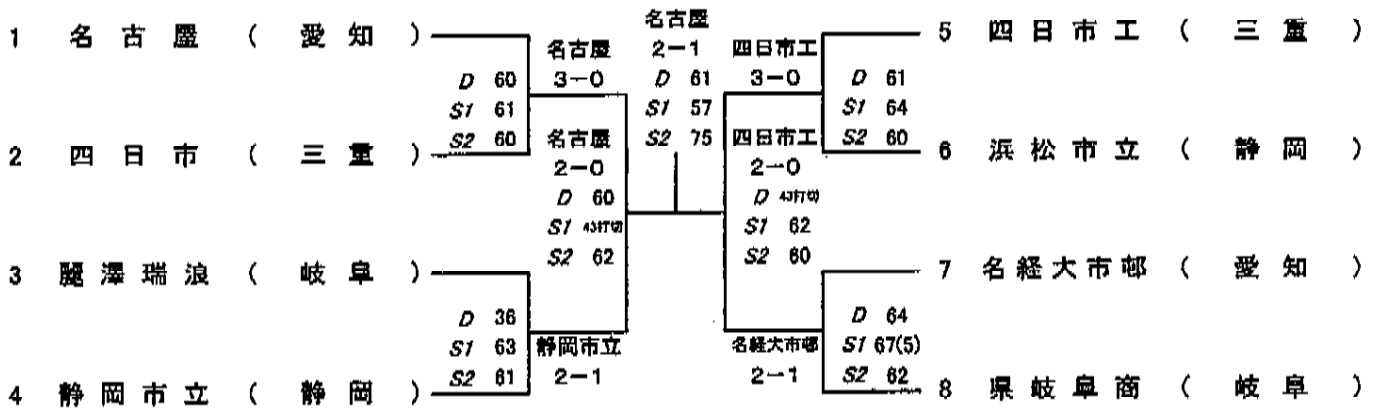 1 名古屋 ( 愛知 )
名古屋
3-0
D 60
S1 61
S2 60
2 四日市 ( 三重 )
名古屋
2-0
D 60
S1 43打切
S2 62
3 麗澤瑞浪 ( 岐阜 )
D 36
S1 63
S2 61
静岡市立
2-1
4 静岡市立 ( 静岡 )
名古屋
2-1
D 61
S1 57
S2 75
5 四日市工 ( 三重 )
四日市工
3-0
D 61
S1 64
S2 60
6 浜松市立 ( 静岡 )
四日市工
2-0
D 43打切
S1 62
S2 60
7 名経大市邨 ( 愛知 )
D 64
S1 67(5)
S2 62
名経大市邨
2-1
8 県岐阜商 ( 岐阜 )